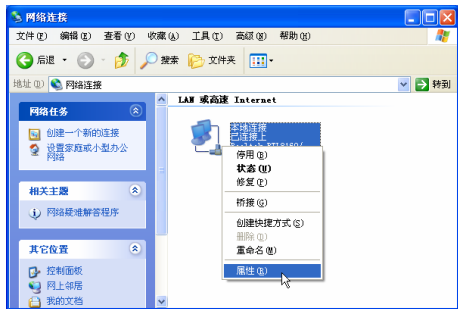 网络连接
文件(F) 编辑(E) 查看(V) 收藏(A) 工具(T) 高级(N) 帮助(H)
后退 搜索 文件夹
地址(D) 网络连接 转到
网络任务
创建一个新的连接
设置家庭或小型办公
网络
相关主题
网络疑难解答程序
其它位置
控制面板
网上邻居
我的文档
LAN 或高速 Internet
本地连接
已连接上
停用(B)
状态(U)
修复(P)
桥接(G)
创建快捷方式(S)
删除(D)
重命名(M)
属性(R)